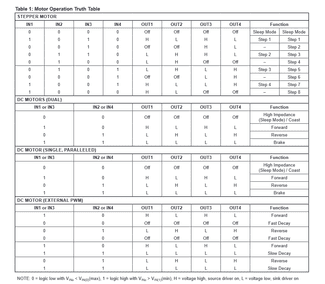 Table 1: Motor Operation Truth Table
STEPPER MOTOR
IN1 IN2 IN3 IN4 OUT1 OUT2 OUT3 OUT4 Function
0 0 0 0 Off Off Off Off Sleep Mode Sleep Mode
1 0 1 0 H L H L Step 1 Step 1
0 0 1 0 Off Off H L – Step 2
0 1 1 0 L H H L Step 2 Step 3
0 1 0 0 L H Off Off – Step 4
0 1 0 1 L H L H Step 3 Step 5
0 0 0 1 Off Off L H – Step 6
1 0 0 1 H L L H Step 4 Step 7
1 0 0 0 H L Off Off – Step 8
DC MOTORS (DUAL)
IN1 or IN3 IN2 or IN4 OUT1 OUT2 OUT3 OUT4 Function
0 0 Off Off Off Off High Impedance
(Sleep Mode) / Coast
1 0 H L H L Forward
0 1 L H L H Reverse
1 1 L L L L Brake
DC MOTOR (SINGLE, PARALLELED)
IN1 or IN3 IN2 or IN4 OUT1 OUT2 OUT3 OUT4 Function
0 0 Off Off Off Off High Impedance
(Sleep Mode) / Coast
1 0 H L H L Forward
0 1 L H L H Reverse
1 1 L L L L Brake
DC MOTOR (EXTERNAL PWM)
IN1 or IN3 IN2 or IN4 OUT1 OUT2 OUT3 OUT4 Function
1 0 H L H L Forward
0 0 Off Off Off Off Fast Decay
0 1 L H L H Reverse
0 0 Off Off Off Off Fast Decay
1 0 H L H L Forward
1 1 L L L L Slow Decay
0 1 L H L H Reverse
1 1 L L L L Slow Decay
NOTE: 0 = logic low with
1 = logic high with
H = voltage high, source driver on, L = voltage low, sink driver on